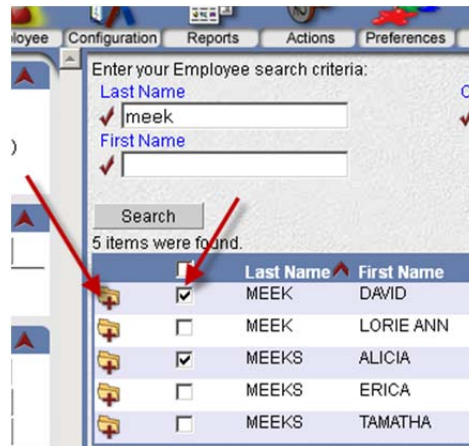 loyee Configuration Reports Actions Preferences
Enter your Employee search criteria:
Last Name
meek
First Name
)
Search
5 items were found.
Last Name First Name
MEEK DAVID
MEEK LORIE ANN
MEEKS ALICIA
MEEKS ERICA
MEEKS TAMATHA